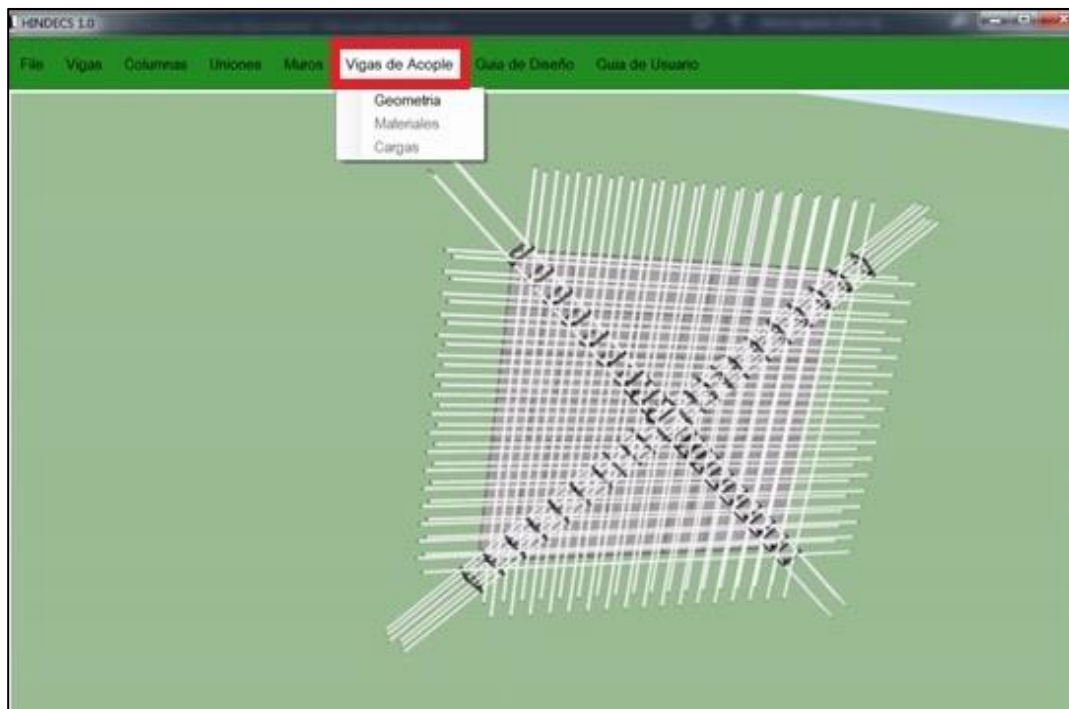 HINDECS 1.0
File Vigas Columnas Uniones Muros Vigas de Acople Guia de Diseño Guia de Usuario
Geometria
Materiales
Cargas